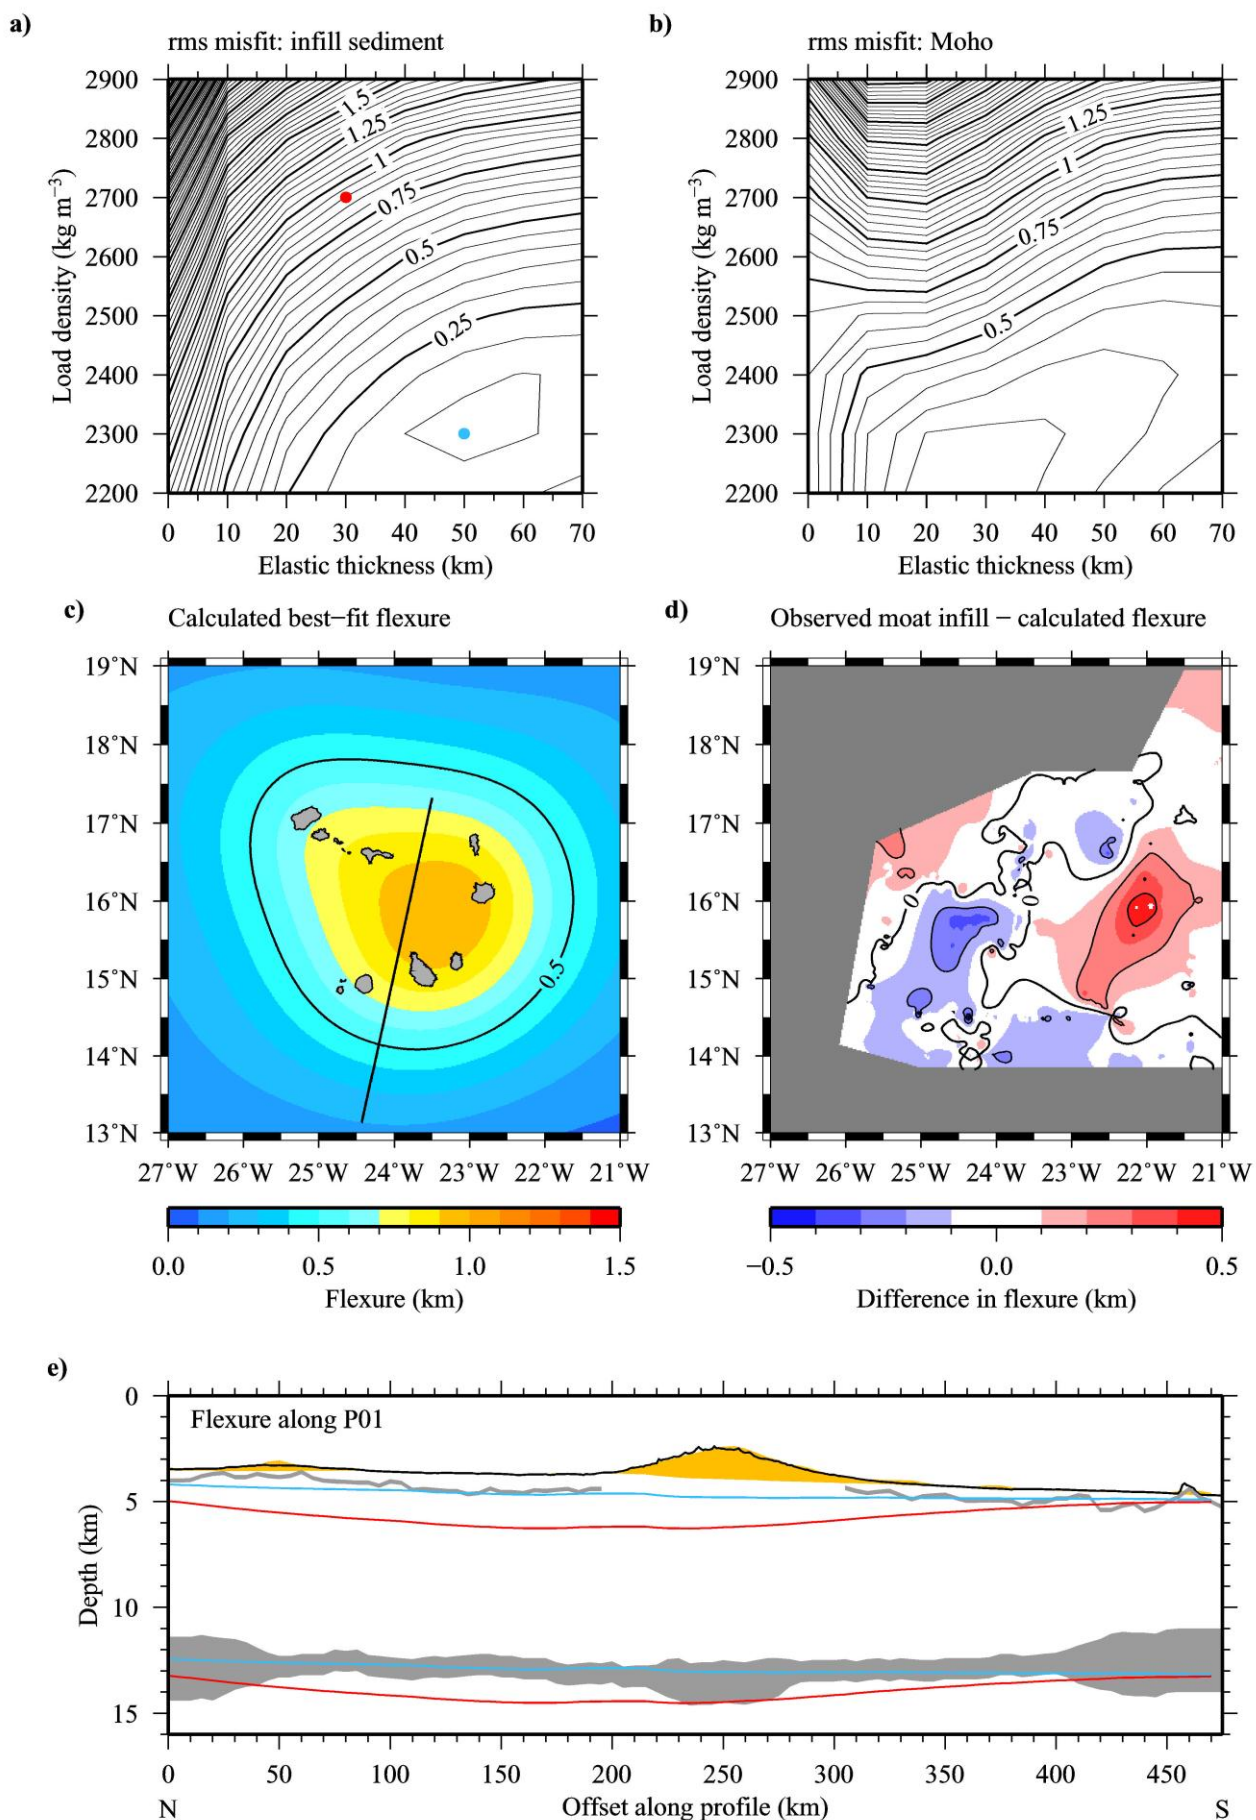 a)
rms misfit: infill sediment
2900
2800
2700
2600
2500
2400
2300
2200
Load density (kg m−3)
1.5
1.25
1
0.75
0.5
0.25
0 10 20 30 40 50 60 70
Elastic thickness (km)
b)
rms misfit: Moho
2900
2800
2700
2600
2500
2400
2300
2200
Load density (kg m−3)
1.25
1
0.75
0.5
0 10 20 30 40 50 60 70
Elastic thickness (km)
c)
Calculated best−fit flexure
19°N
18°N
17°N
16°N
15°N
14°N
13°N
0.5
27°W 26°W 25°W 24°W 23°W 22°W 21°W
0.0 0.5 1.0 1.5
Flexure (km)
d)
Observed moat infill − calculated flexure
19°N
18°N
17°N
16°N
15°N
14°N
13°N
0 0
27°W 26°W 25°W 24°W 23°W 22°W 21°W
−0.5 0.0 0.5
Difference in flexure (km)
e)
Flexure along P01
0
5
10
15
Depth (km)
0 50 100 150 200 250 300 350 400 450
N Offset along profile (km) S